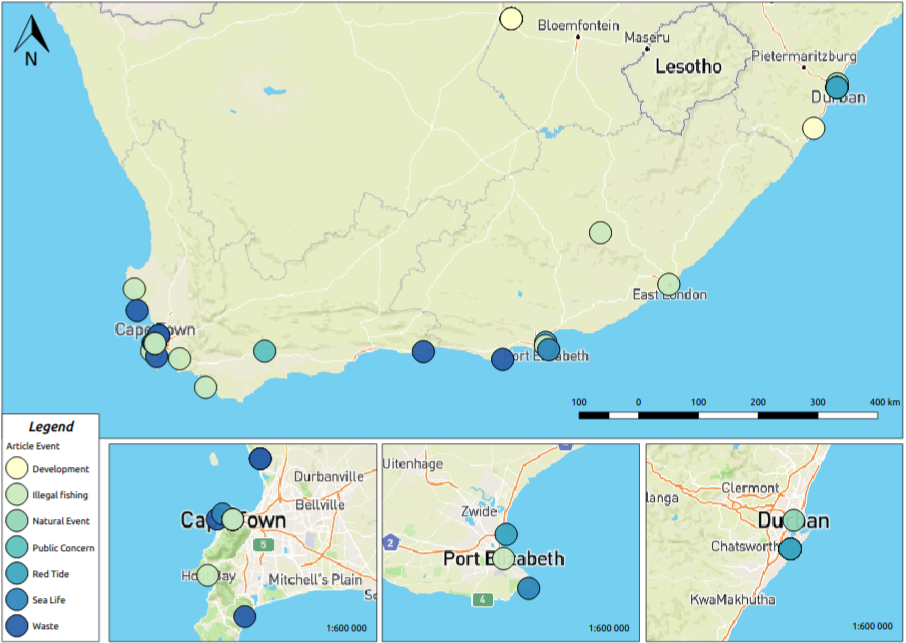 N
Bloemfontein
Maseru
Lesotho
Pietermaritzburg
Durban
East London
Cape Town
Port Elizabeth
100 0 100 200 300 400 km
Legend
Article Event
Development
Illegal fishing
Natural Event
Public Concern
Red Tide
Sea Life
Waste
Durbanville
Bellville
Cape Town
5
Hout Bay
Mitchell's Plain
1:600 000
Uitenhage
Zwide
2
Port Elizabeth
4
1:600 000
langa
Clermont
Durban
Chatsworth
KwaMakhutha
1:600 000